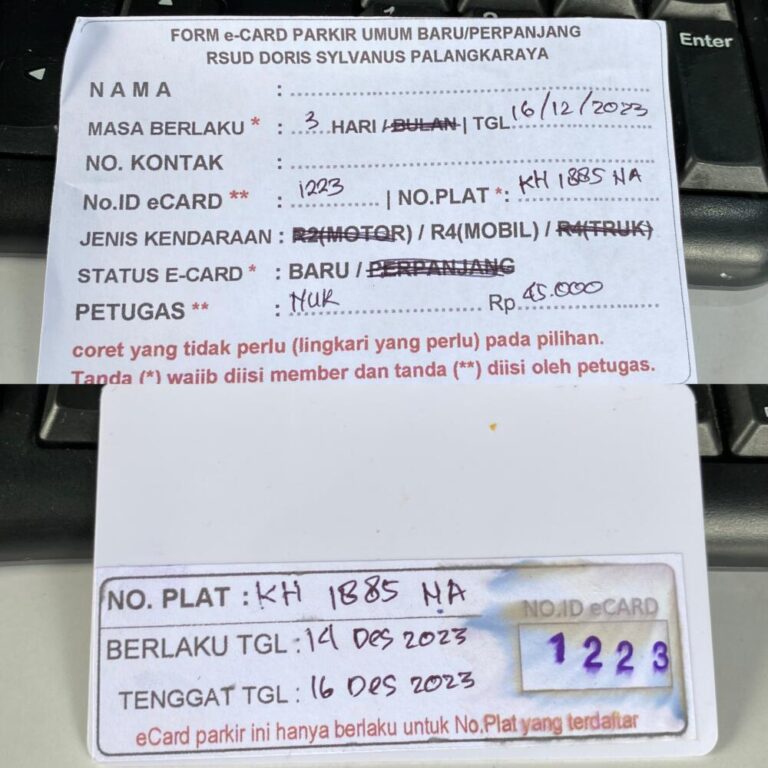 FORM e-CARD PARKIR UMUM BARU/PERPANJANG
RSUD DORIS SYLVANUS PALANGKARAYA
Enter
NAMA :
MASA BERLAKU * : 3 HARI / BULAN | TGL 16/12/2023
NO. KONTAK :
No.ID eCARD ** : 1223 | NO.PLAT *: KH 1885 NA
JENIS KENDARAAN : R2(MOTOR) / R4(MOBIL) / R4(TRUK)
STATUS E-CARD * : BARU / PERPANJANG
PETUGAS ** : NUR Rp. 45.000
coret yang tidak perlu (lingkari yang perlu) pada pilihan.
Tanda (*) wajib diisi member dan tanda (**) diisi oleh petugas.
NO. PLAT : KH 1885 NA
NO.ID eCARD
BERLAKU TGL : 14 Des 2023
1223
TENGGAT TGL : 16 Des 2023
eCard parkir ini hanya berlaku untuk No.Plat yang terdaftar